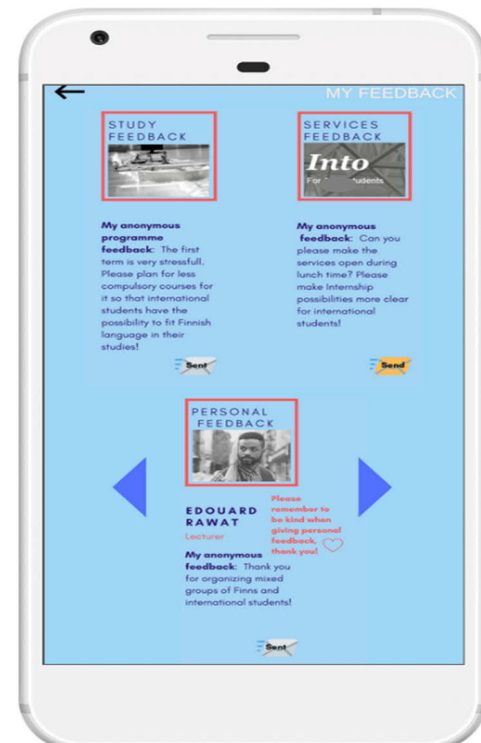 MY FEEDBACK
STUDY
FEEDBACK
My anonymous
programme
feedback: The first
term is very stressfull.
Please plan for less
compulsory courses for
it so that international
students have the
possibility to fit Finnish
language in their
studies!
Sent
SERVICES
FEEDBACK
Into
For students
My anonymous
feedback: Can you
please make the
services open during
lunch time? Please
make Internship
possibilities more clear
for international
students!
Send
PERSONAL
FEEDBACK
EDOUARD
RAWAT
Lecturer
Please
remember to
be kind when
giving personal
feedback,
thank you!
My anonymous
feedback: Thank you
for organizing mixed
groups of Finns and
international students!
Sent